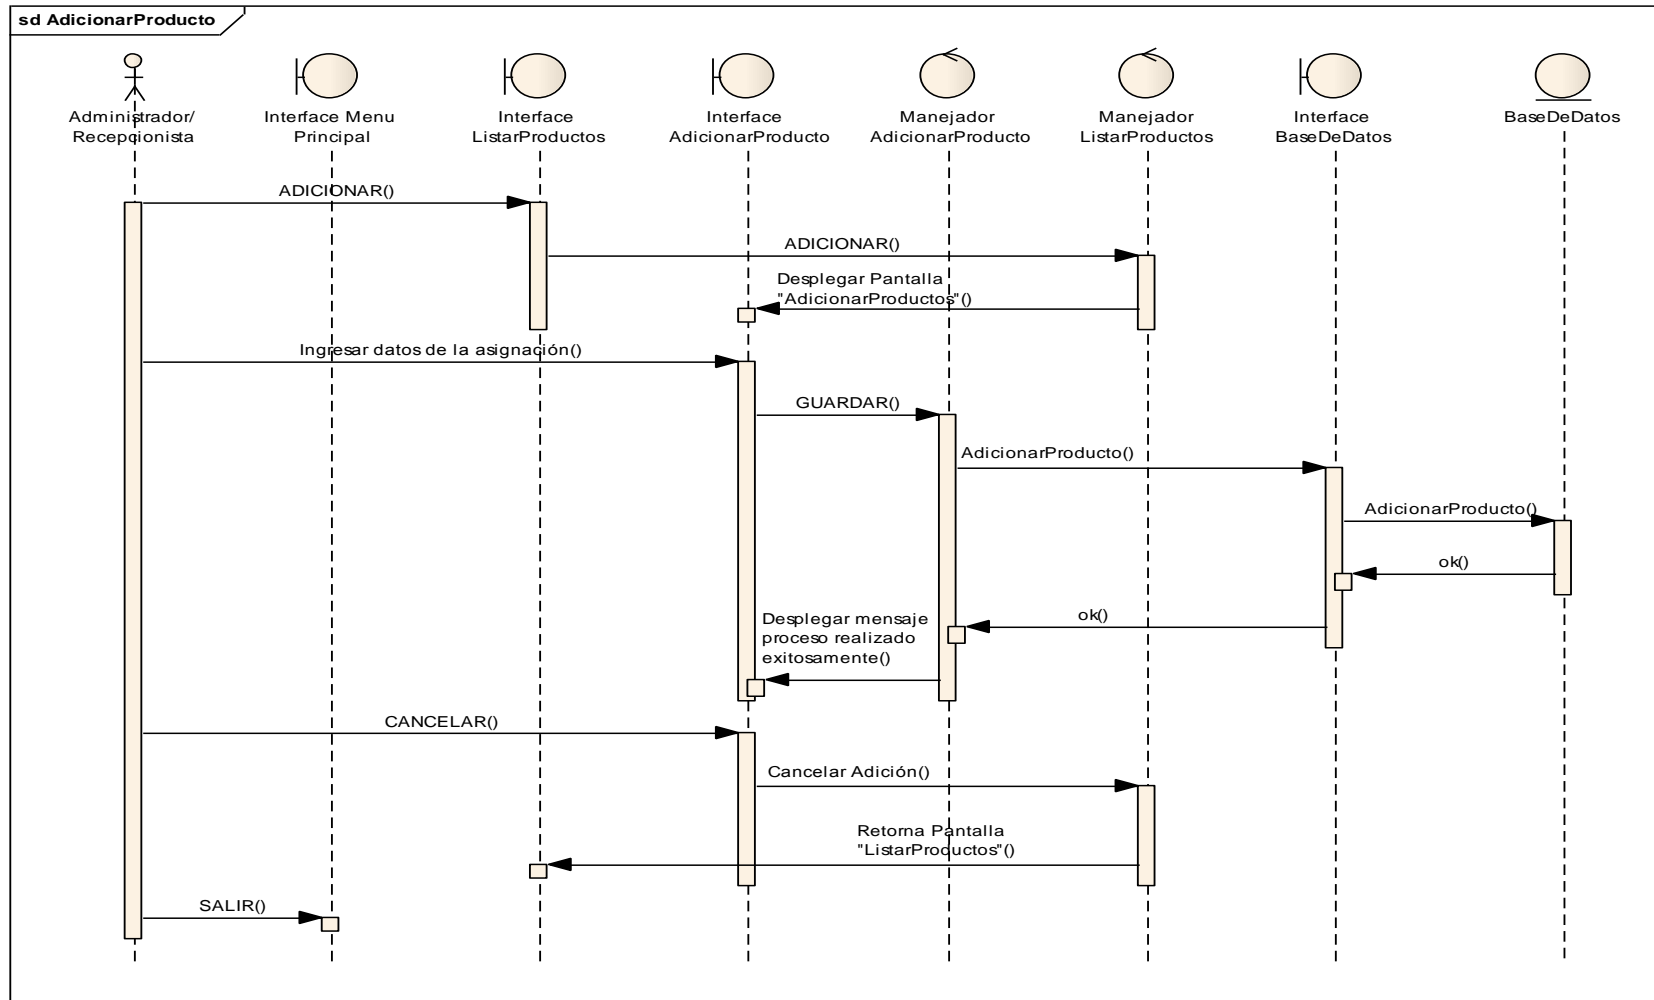 sd AdicionarProducto
Administrador/
Recepcionista
Interface Menu
Principal
Interface
ListarProductos
Interface
AdicionarProducto
Manejador
AdicionarProducto
Manejador
ListarProductos
Interface
BaseDeDatos
BaseDeDatos
ADICIONAR()
ADICIONAR()
Desplegar Pantalla
"AdicionarProductos"()
Ingresar datos de la asignación()
GUARDAR()
AdicionarProducto()
AdicionarProducto()
ok()
ok()
Desplegar mensaje
proceso realizado
exitosamente()
CANCELAR()
Cancelar Adición()
Retorna Pantalla
"ListarProductos"()
SALIR()